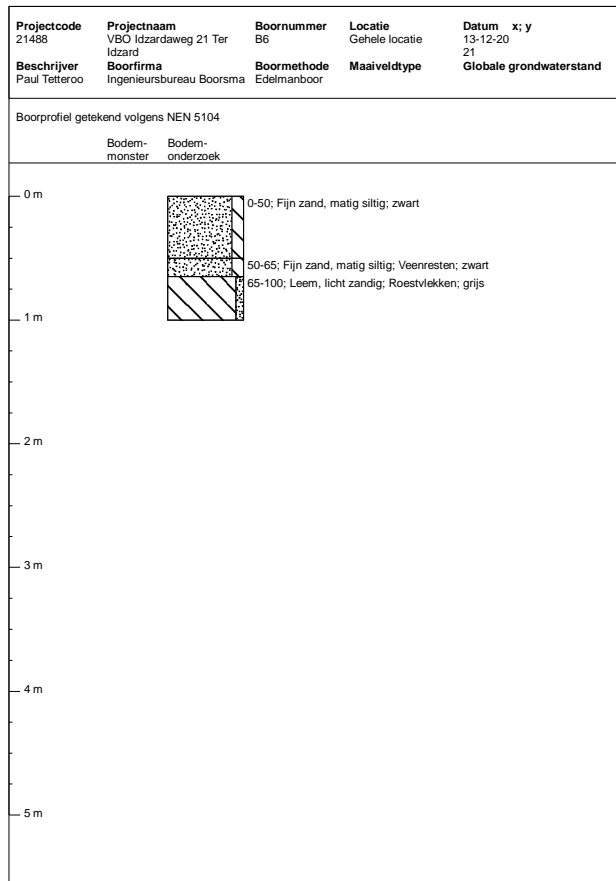 Projectcode Projectnaam Boornummer Locatie Datum x; y
21488 VBO Idzardaweg 21 Ter B6 Gehele locatie 13-12-20
Idzard 21
Beschrijver Boorfirma Boormethode Maaiveldtype Globale grondwaterstand
Paul Tetteroo Ingenieursbureau Boorsma Edelmanboor
Boorprofiel getekend volgens NEN 5104
Bodem- Bodem-
monster onderzoek
0 m
0-50; Fijn zand, matig siltig; zwart
50-65; Fijn zand, matig siltig; Veenresten; zwart
65-100; Leem, licht zandig; Roestvlekken; grijs
1 m
2 m
3 m
4 m
5 m